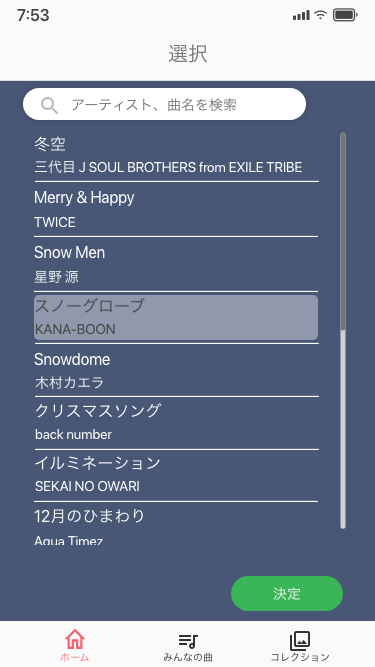 7:53
選択
アーティスト、曲名を検索
冬空
三代目 J SOUL BROTHERS from EXILE TRIBE
Merry & Happy
TWICE
Snow Men
星野 源
スノーグローブ
KANA-BOON
Snowdome
木村カエラ
クリスマスソング
back number
イルミネーション
SEKAI NO OWARI
12月のひまわり
Aqua Timez
決定
ホーム
みんなの曲
コレクション